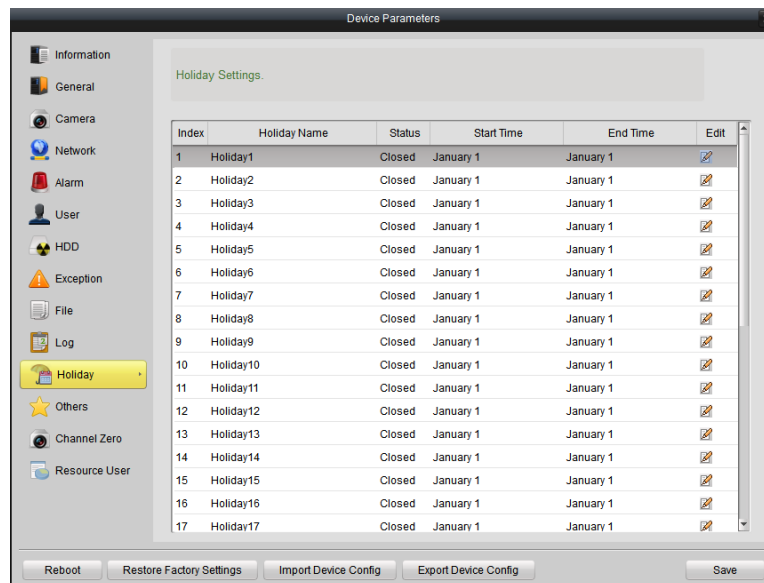 Device Parameters
Information
General
Camera
Network
Alarm
User
HDD
Exception
File
Log
Holiday
Others
Channel Zero
Resource User
Holiday Settings.
Index Holiday Name Status Start Time End Time Edit
1 Holiday1 Closed January 1 January 1
2 Holiday2 Closed January 1 January 1
3 Holiday3 Closed January 1 January 1
4 Holiday4 Closed January 1 January 1
5 Holiday5 Closed January 1 January 1
6 Holiday6 Closed January 1 January 1
7 Holiday7 Closed January 1 January 1
8 Holiday8 Closed January 1 January 1
9 Holiday9 Closed January 1 January 1
10 Holiday10 Closed January 1 January 1
11 Holiday11 Closed January 1 January 1
12 Holiday12 Closed January 1 January 1
13 Holiday13 Closed January 1 January 1
14 Holiday14 Closed January 1 January 1
15 Holiday15 Closed January 1 January 1
16 Holiday16 Closed January 1 January 1
17 Holiday17 Closed January 1 January 1
Reboot Restore Factory Settings Import Device Config Export Device Config Save